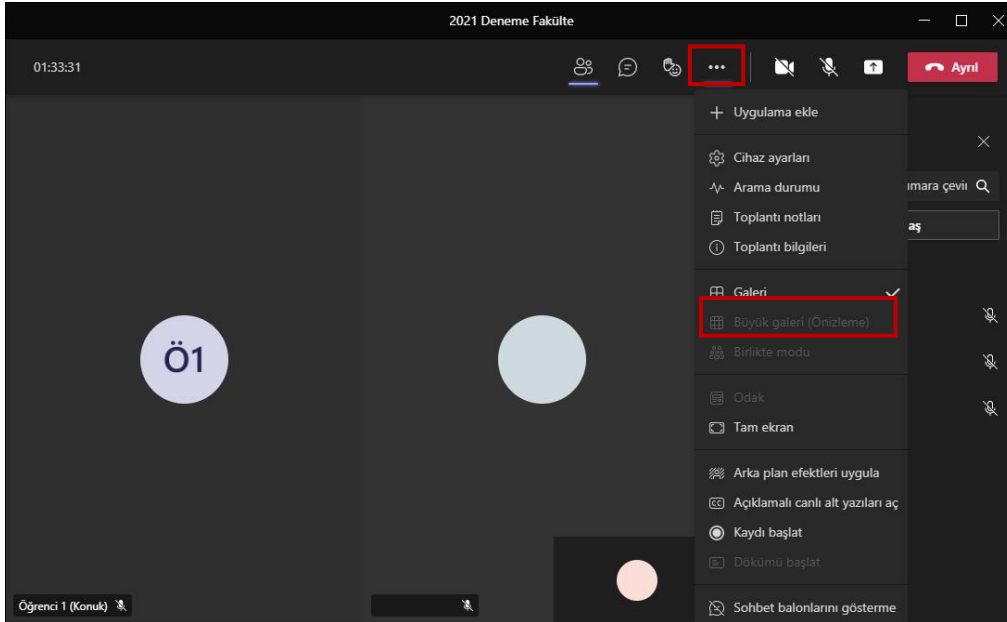 2021 Deneme Fakülte
01:33:31
Ayrıl
Uygulama ekle
Cihaz ayarları
Arama durumu
Toplantı notları
Toplantı bilgileri
Galeri
Büyük galeri (Önizleme)
Birlikte modu
Odak
Tam ekran
Arka plan efektleri uygula
Açıklamalı canlı alt yazıları aç
Kaydı başlat
Dökümü başlat
Sohbet balonlarını gösterme
Ö1
Öğrenci 1 (Konuk)